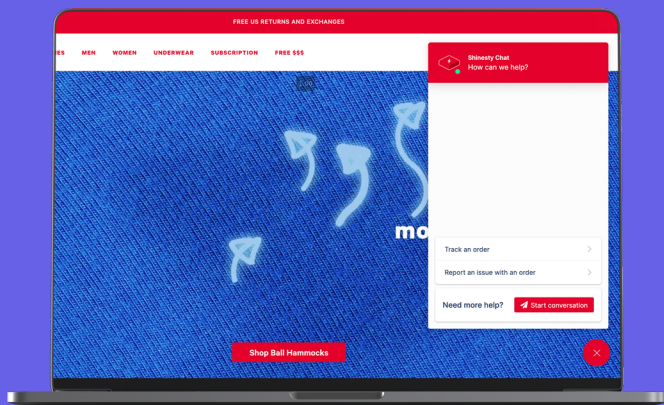 FREE US RETURNS AND EXCHANGES
MEN
WOMEN
UNDERWEAR
SUBSCRIPTION
FREE $$$
Shinesty Chat
How can we help?
mo
Track an order
Report an issue with an order
Need more help?
Start conversation
Shop Ball Hammocks